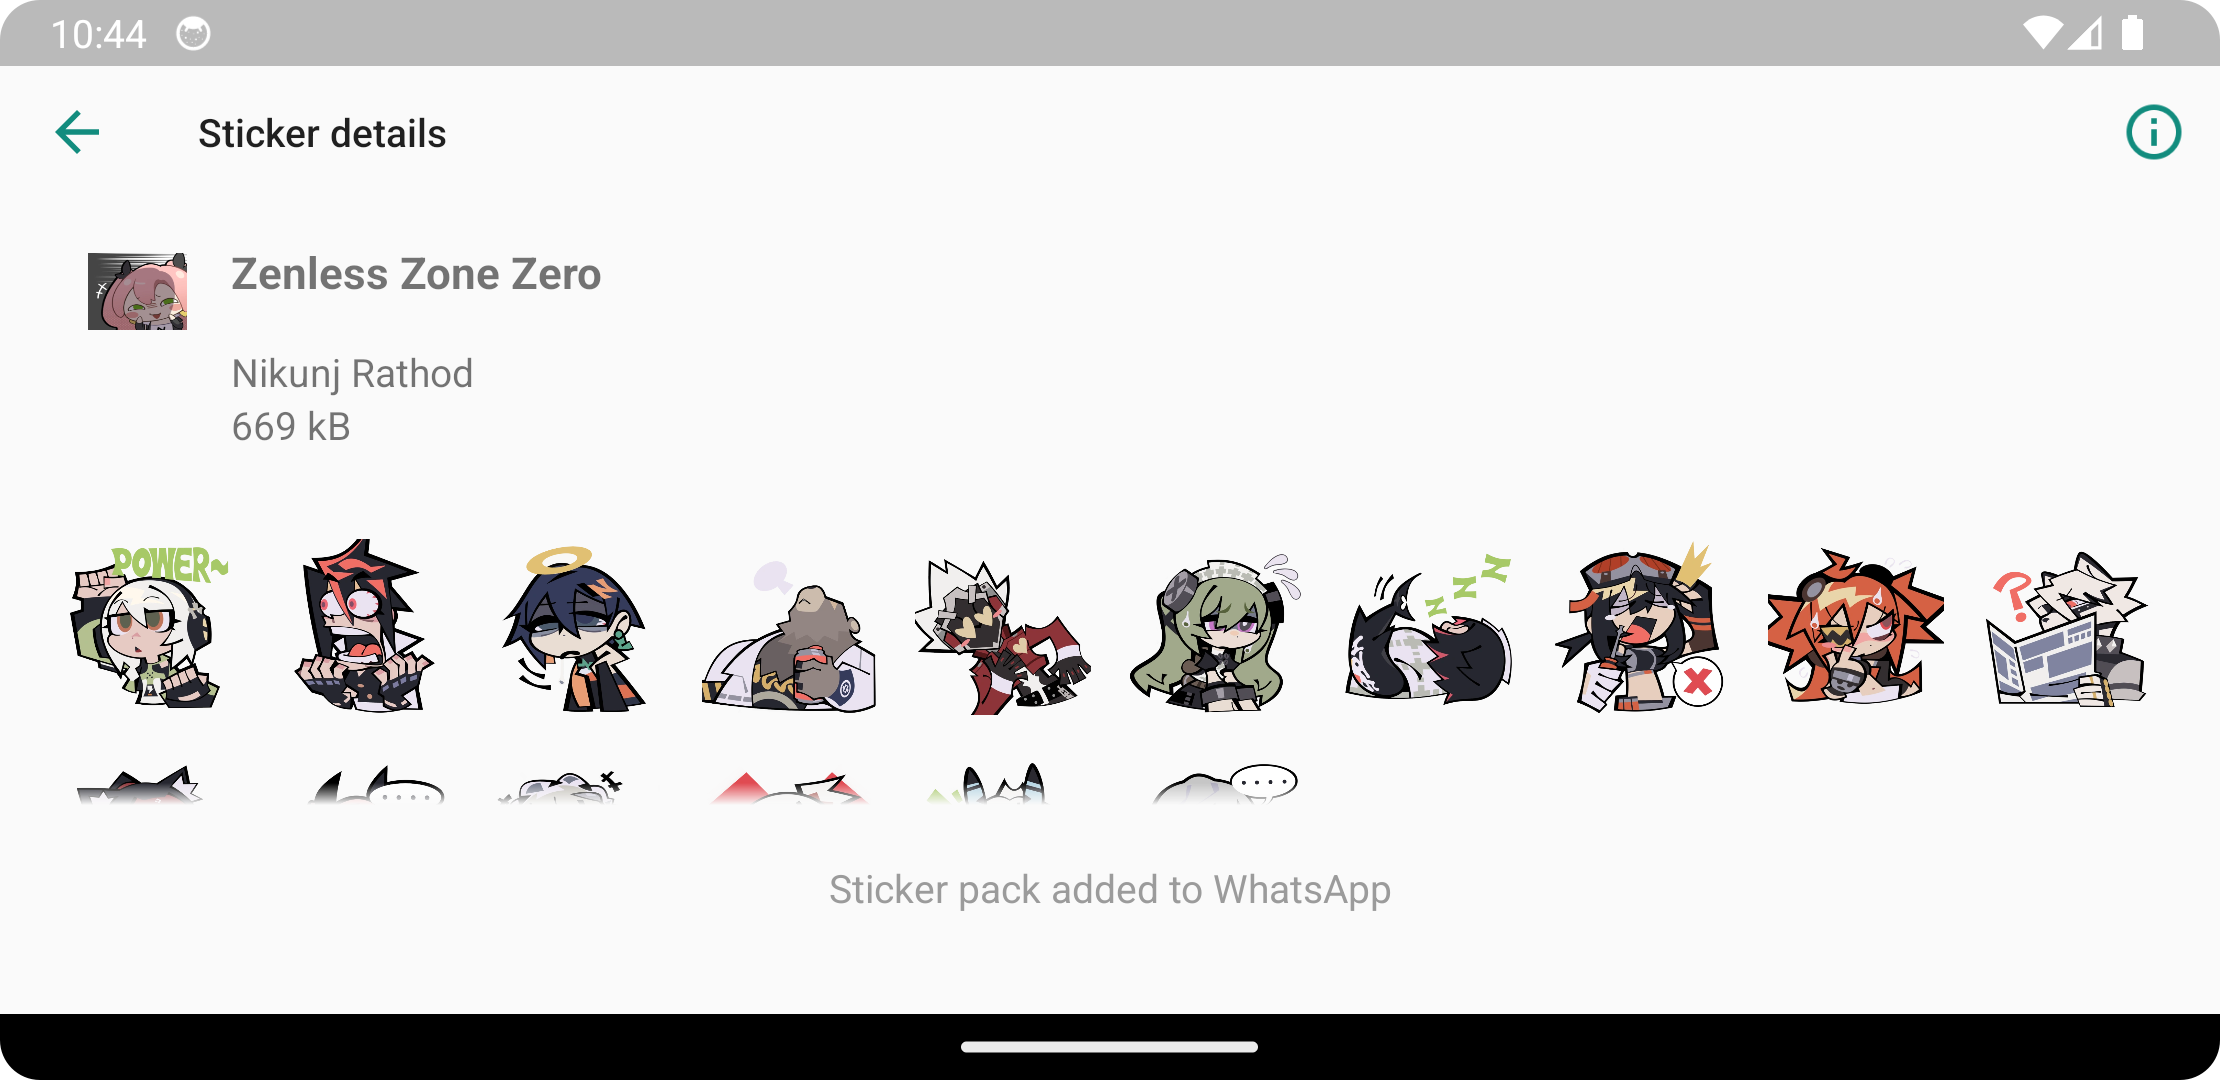 10:44
Sticker details
Zenless Zone Zero
Nikunj Rathod
669 kB
POWER~
z z z
?
Sticker pack added to WhatsApp